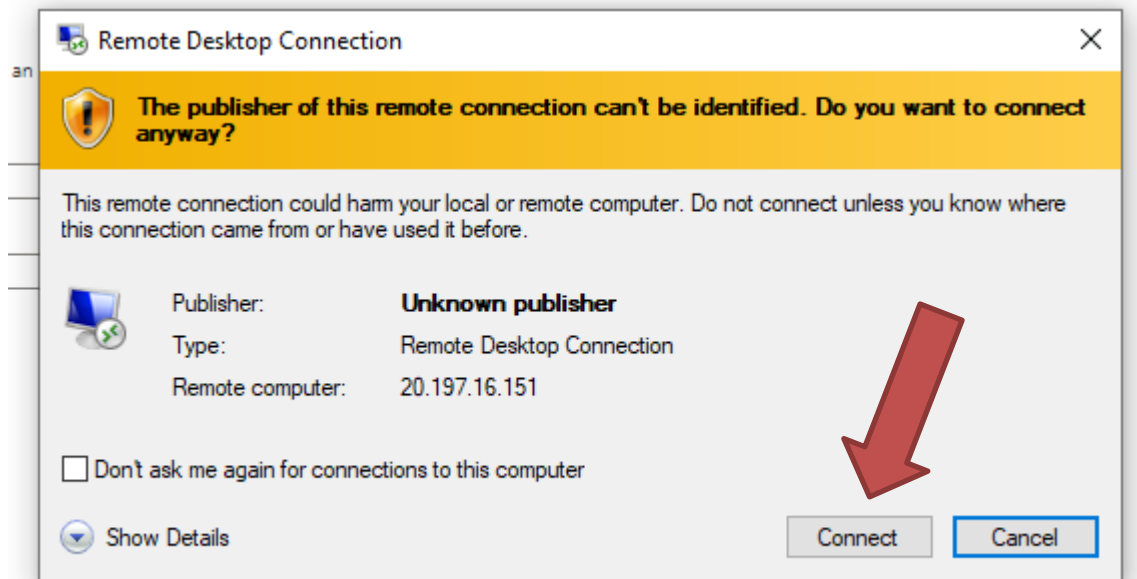 Remote Desktop Connection
an
The publisher of this remote connection can't be identified. Do you want to connect
anyway?
This remote connection could harm your local or remote computer. Do not connect unless you know where
this connection came from or have used it before.
Publisher: Unknown publisher
Type: Remote Desktop Connection
Remote computer: 20.197.16.151
Don't ask me again for connections to this computer
Show Details Connect Cancel